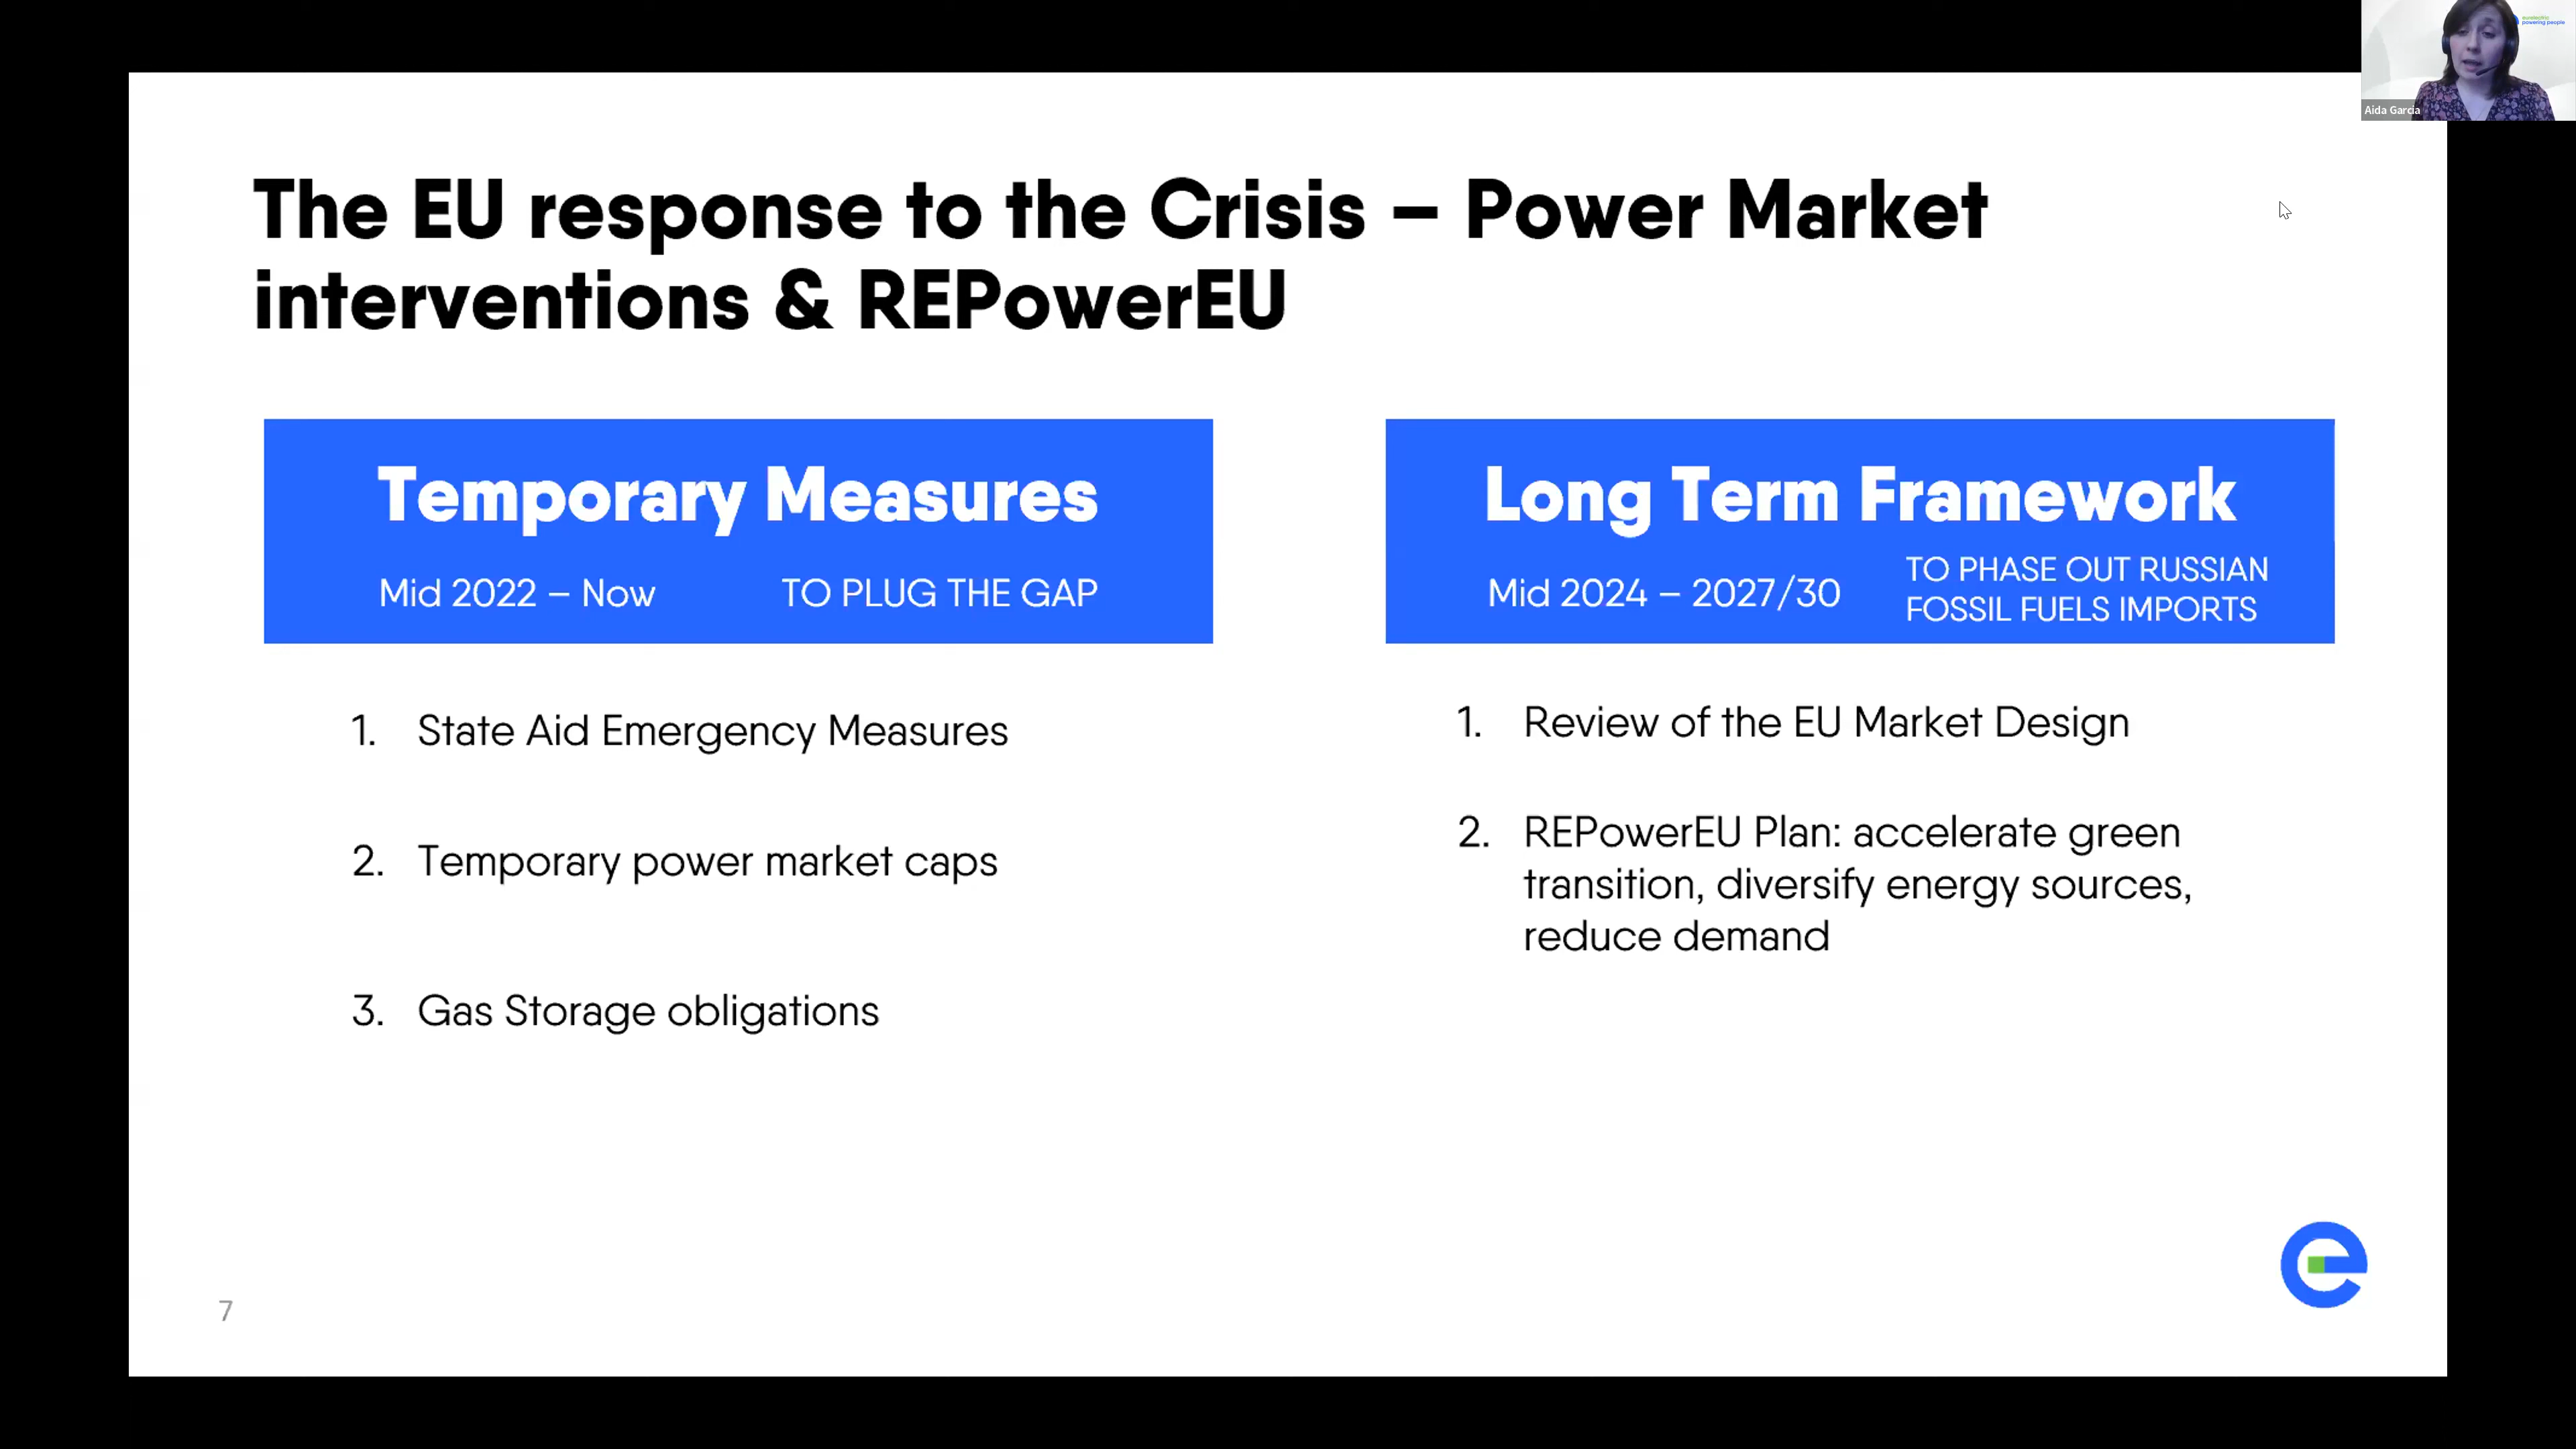 eurelectric
powering people
Aida Garcia
The EU response to the Crisis – Power Market
interventions & REPowerEU
Temporary Measures
Mid 2022 – Now
TO PLUG THE GAP
1. State Aid Emergency Measures
2. Temporary power market caps
3. Gas Storage obligations
Long Term Framework
Mid 2024 – 2027/30
TO PHASE OUT RUSSIAN
FOSSIL FUELS IMPORTS
1. Review of the EU Market Design
2. REPowerEU Plan: accelerate green
transition, diversify energy sources,
reduce demand
7